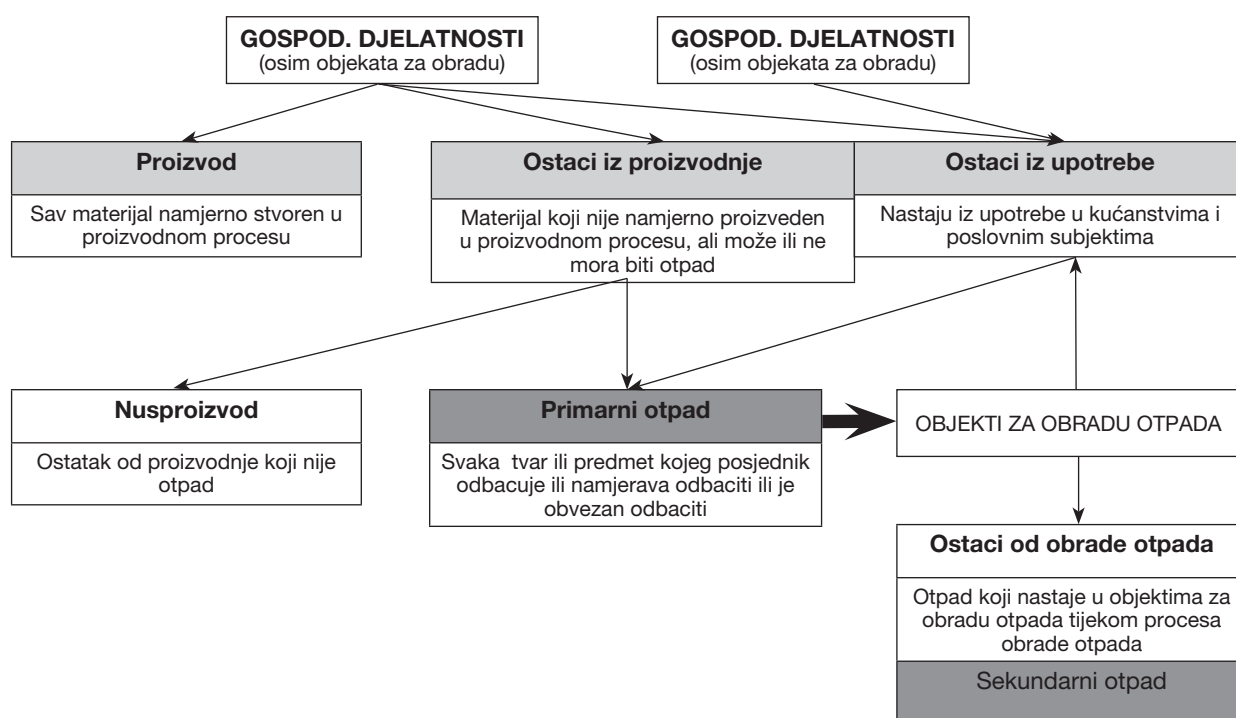 GOSPOD. DJELATNOSTI
(osim objekata za obradu)
GOSPOD. DJELATNOSTI
(osim objekata za obradu)
Proizvod
Sav materijal namjerno stvoren u
proizvodnom procesu
Ostaci iz proizvodnje
Materijal koji nije namjerno proizveden
u proizvodnom procesu, ali može ili ne
mora biti otpad
Ostaci iz upotrebe
Nastaju iz upotrebe u kućanstvima i
poslovnim subjektima
Nusproizvod
Ostatak od proizvodnje koji nije
otpad
Primarni otpad
Svaka tvar ili predmet kojeg posjednik
odbacuje ili namjerava odbaciti ili je
obvezan odbaciti
OBJEKTI ZA OBRADU OTPADA
Ostaci od obrade otpada
Otpad koji nastaje u objektima za
obradu otpada tijekom procesa
obrade otpada
Sekundarni otpad